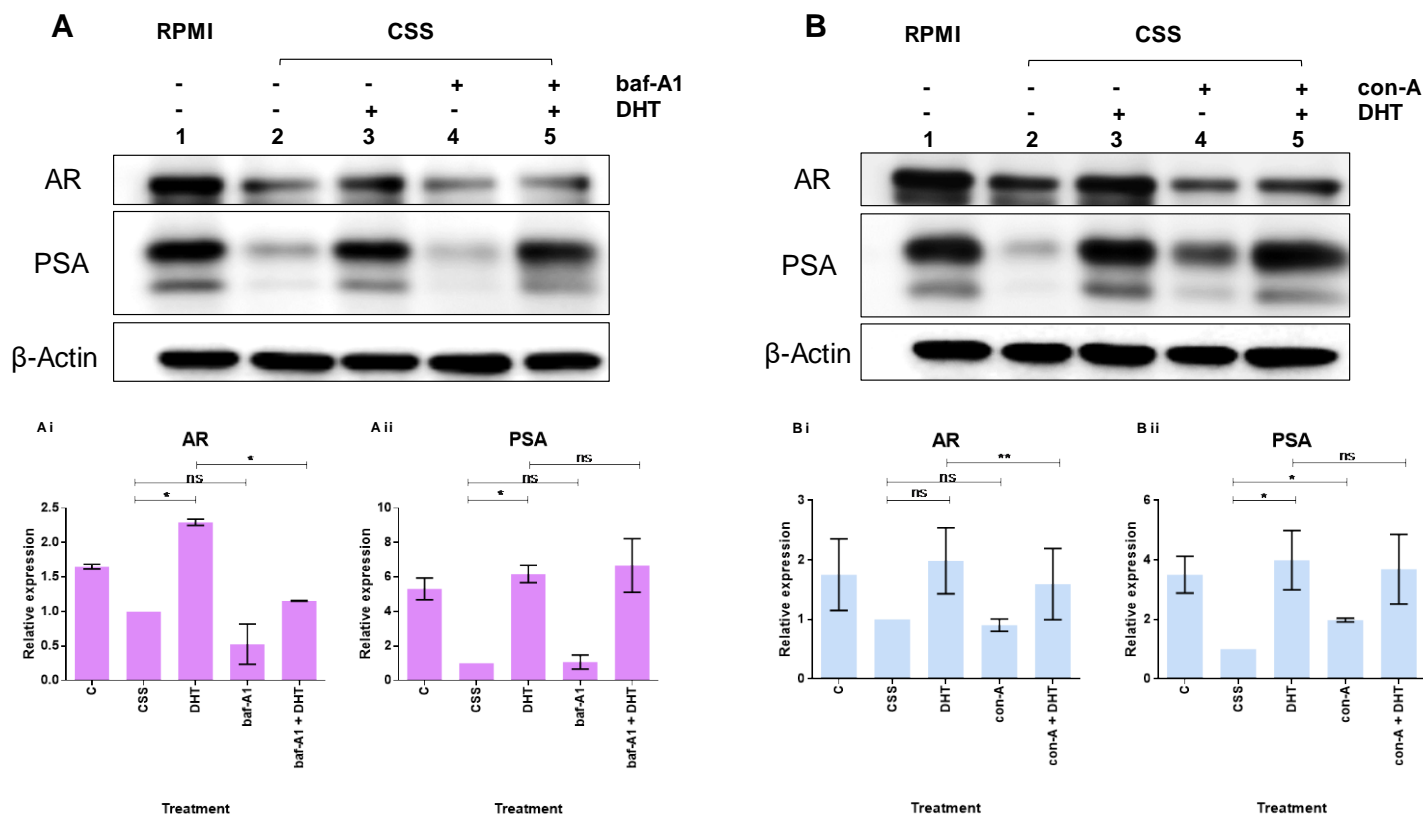 A
RPMI CSS
- - - + + baf-A1
- - + - + DHT
1 2 3 4 5
AR
PSA
β-Actin
B
RPMI CSS
- - - + + con-A
- - + - + DHT
1 2 3 4 5
AR
PSA
β-Actin
A i
AR
*
ns
*
2.5
2.0
1.5
1.0
0.5
0.0
Relative expression
C
CSS
DHT
baf-A1
baf-A1 + DHT
Treatment
A ii
PSA
ns
ns
*
10
8
6
4
2
0
Relative expression
C
CSS
DHT
baf-A1
baf-A1 + DHT
Treatment
B i
AR
**
ns
ns
3
2
1
0
Relative expression
C
CSS
DHT
con-A
con-A + DHT
Treatment
B ii
PSA
ns
*
*
6
4
2
0
Relative expression
C
CSS
DHT
con-A
con-A + DHT
Treatment